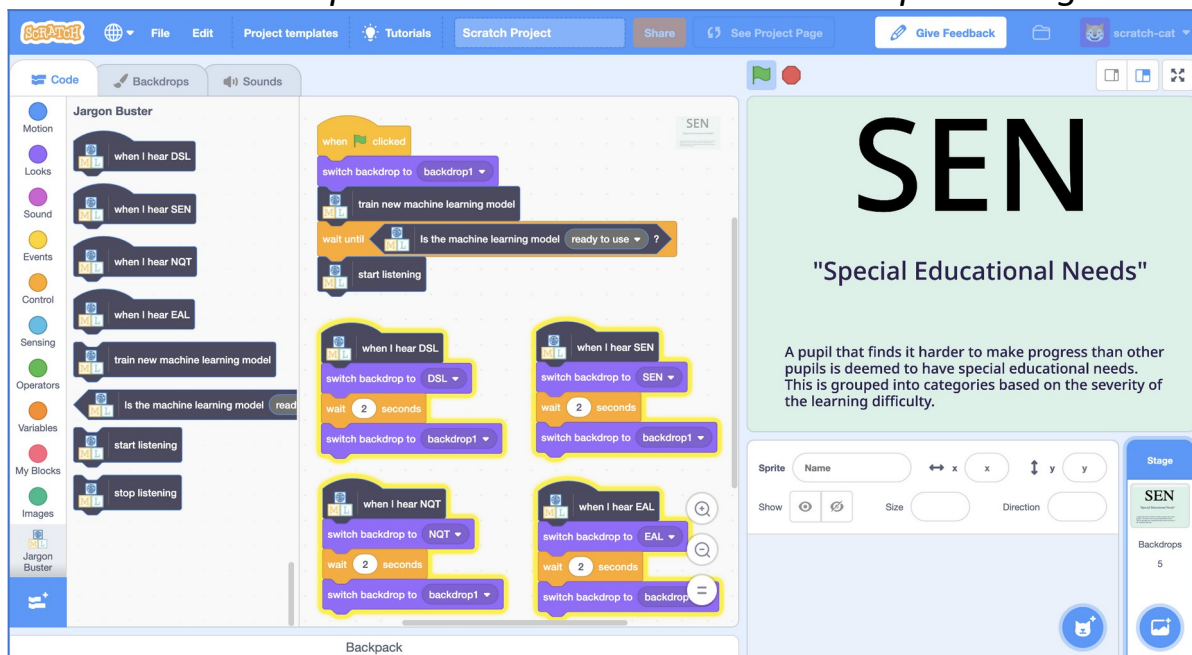 SCRATCH File Edit Project templates Tutorials Scratch Project Share See Project Page Give Feedback scratch-cat
Code Backdrops Sounds
Motion
Looks
Sound
Events
Control
Sensing
Operators
Variables
My Blocks
Images
Jargon
Buster
Jargon Buster
when I hear DSL
when I hear SEN
when I hear NQT
when I hear EAL
train new machine learning model
Is the machine learning model read
start listening
stop listening
when clicked
switch backdrop to backdrop1
train new machine learning model
wait until Is the machine learning model ready to use ?
start listening
SEN
when I hear DSL
switch backdrop to DSL
wait 2 seconds
switch backdrop to backdrop1
when I hear SEN
switch backdrop to SEN
wait 2 seconds
switch backdrop to backdrop1
when I hear NQT
switch backdrop to NQT
wait 2 seconds
switch backdrop to backdrop1
when I hear EAL
switch backdrop to EAL
wait 2 seconds
switch backdrop to backdrop
Backpack
SEN
"Special Educational Needs"
A pupil that finds it harder to make progress than other
pupils is deemed to have special educational needs.
This is grouped into categories based on the severity of
the learning difficulty.
Sprite Name x x y y
Show Size Direction
Stage
SEN
Backdrops
5